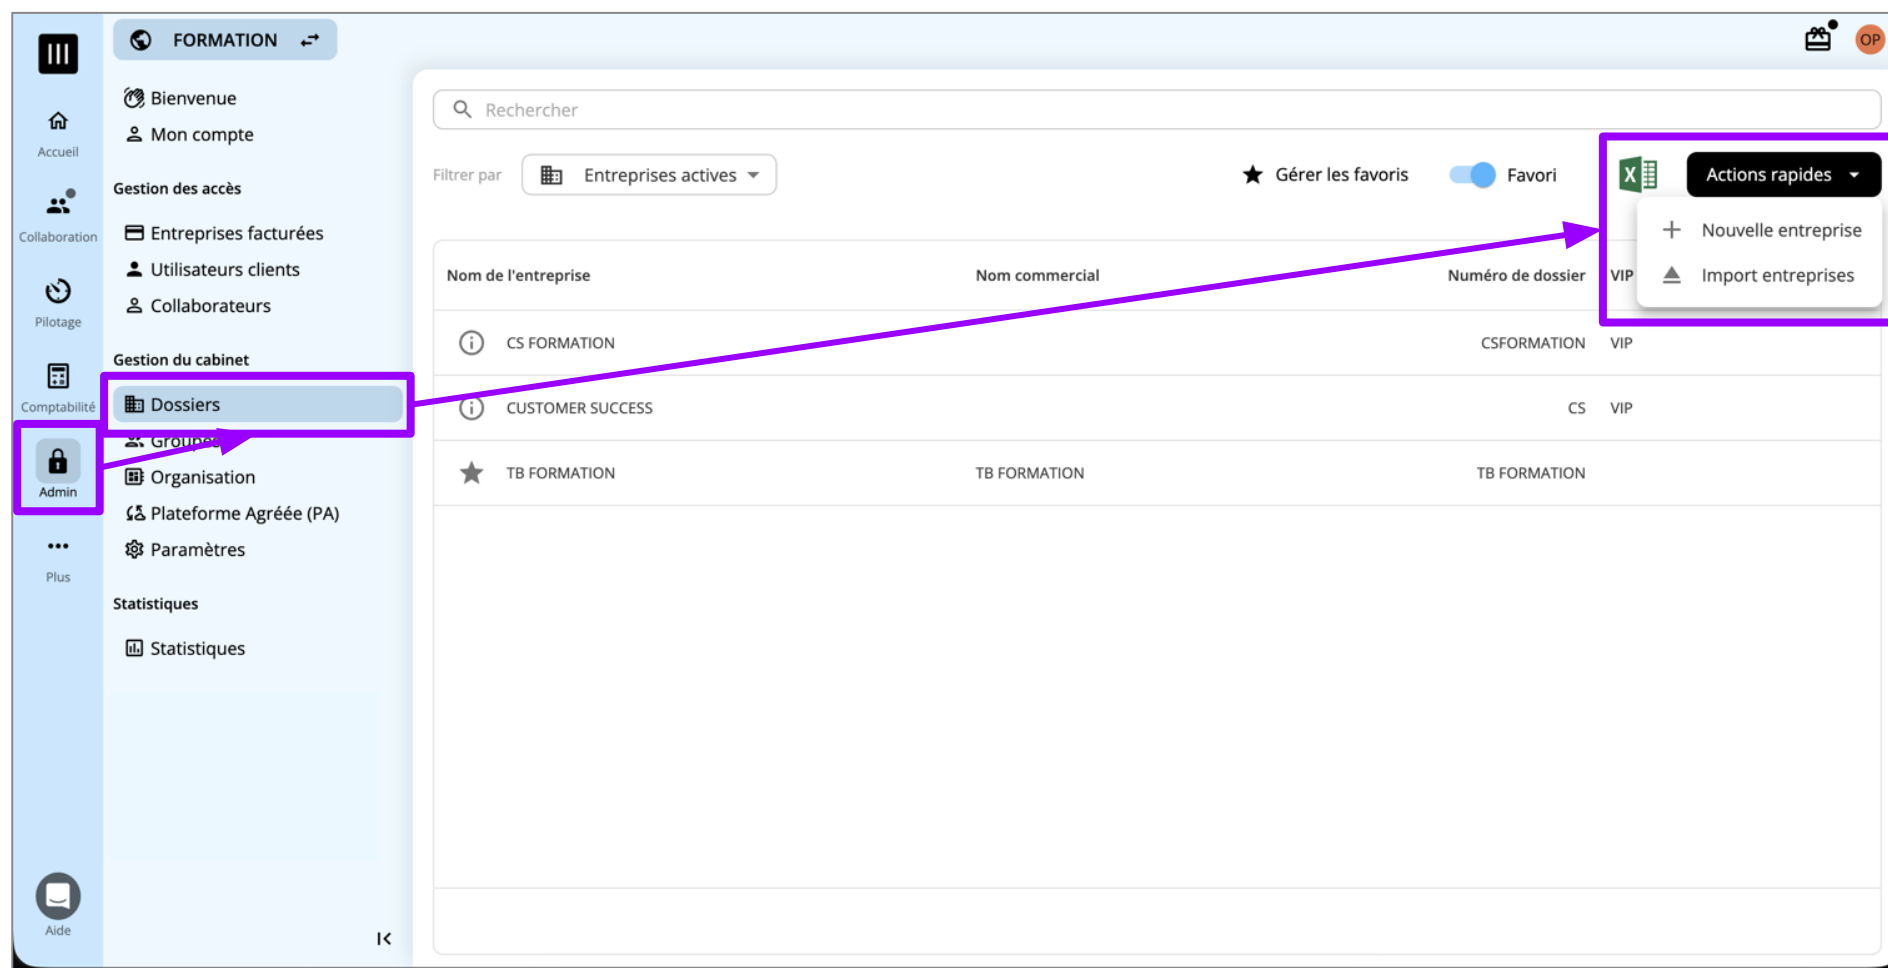 FORMATION
OP
Accueil
Collaboration
Pilotage
Comptabilité
Admin
Plus
Aide
Bienvenue
Mon compte
Gestion des accès
Entreprises facturées
Utilisateurs clients
Collaborateurs
Gestion du cabinet
Dossiers
Groupes
Organisation
Plateforme Agréée (PA)
Paramètres
Statistiques
Statistiques
Rechercher
Filtrer par Entreprises actives Gérer les favoris Favori X Actions rapides
Nouvelle entreprise
Import entreprises
Nom de l'entreprise Nom commercial Numéro de dossier VIP
CS FORMATION CSFORMATION VIP
CUSTOMER SUCCESS CS VIP
TB FORMATION TB FORMATION TB FORMATION